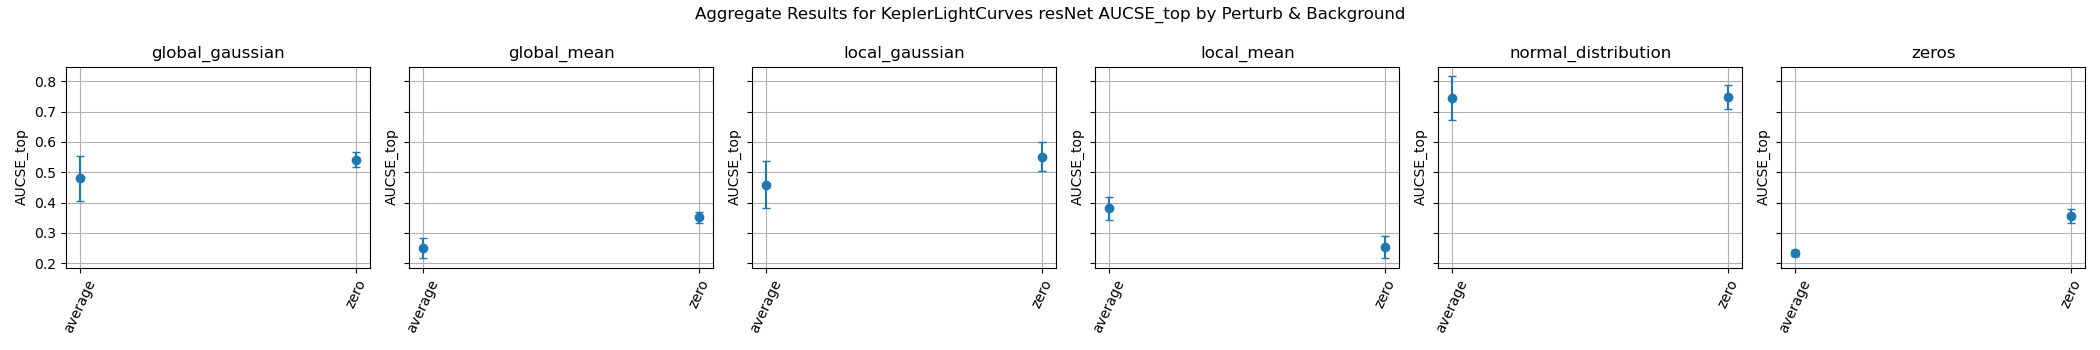 Aggregate Results for KeplerLightCurves resNet AUCSE_top by Perturb & Background
global_gaussian
global_mean
local_gaussian
local_mean
normal_distribution
zeros
AUCSE_top
0.8
0.7
0.6
0.5
0.4
0.3
0.2
average
zero
AUCSE_top
average
zero
AUCSE_top
average
zero
AUCSE_top
average
zero
AUCSE_top
average
zero
AUCSE_top
average
zero